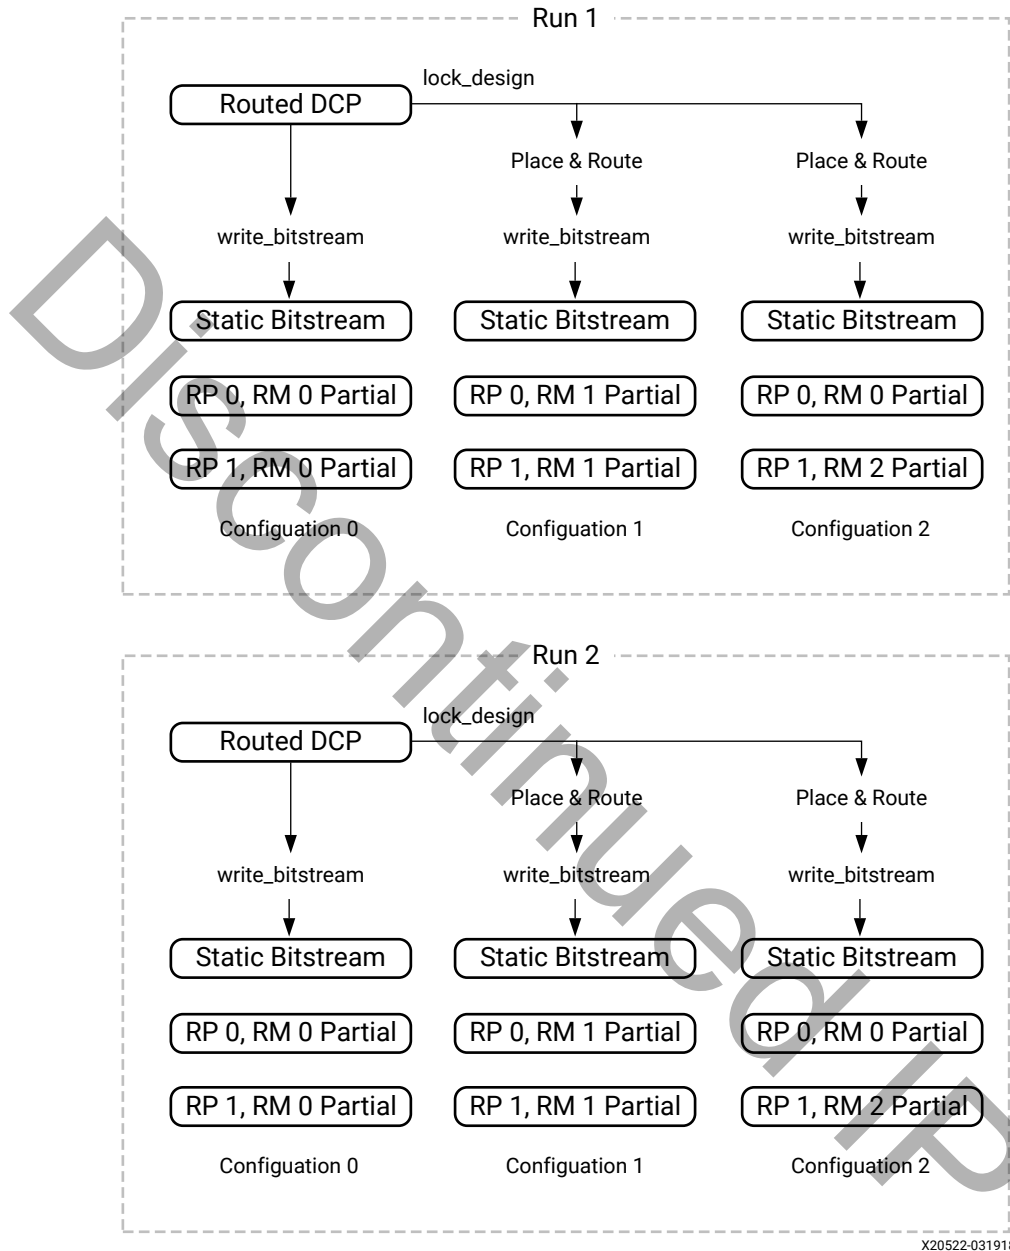 Run 1
lock_design
Routed DCP
Place & Route Place & Route
write_bitstream write_bitstream write_bitstream
Static Bitstream Static Bitstream Static Bitstream
RP 0, RM 0 Partial RP 0, RM 1 Partial RP 0, RM 0 Partial
RP 1, RM 0 Partial RP 1, RM 1 Partial RP 1, RM 2 Partial
Configuation 0 Configuation 1 Configuation 2
Run 2
lock_design
Routed DCP
Place & Route Place & Route
write_bitstream write_bitstream write_bitstream
Static Bitstream Static Bitstream Static Bitstream
RP 0, RM 0 Partial RP 0, RM 1 Partial RP 0, RM 0 Partial
RP 1, RM 0 Partial RP 1, RM 1 Partial RP 1, RM 2 Partial
Configuation 0 Configuation 1 Configuation 2
X20522-031918
Discontinued IP